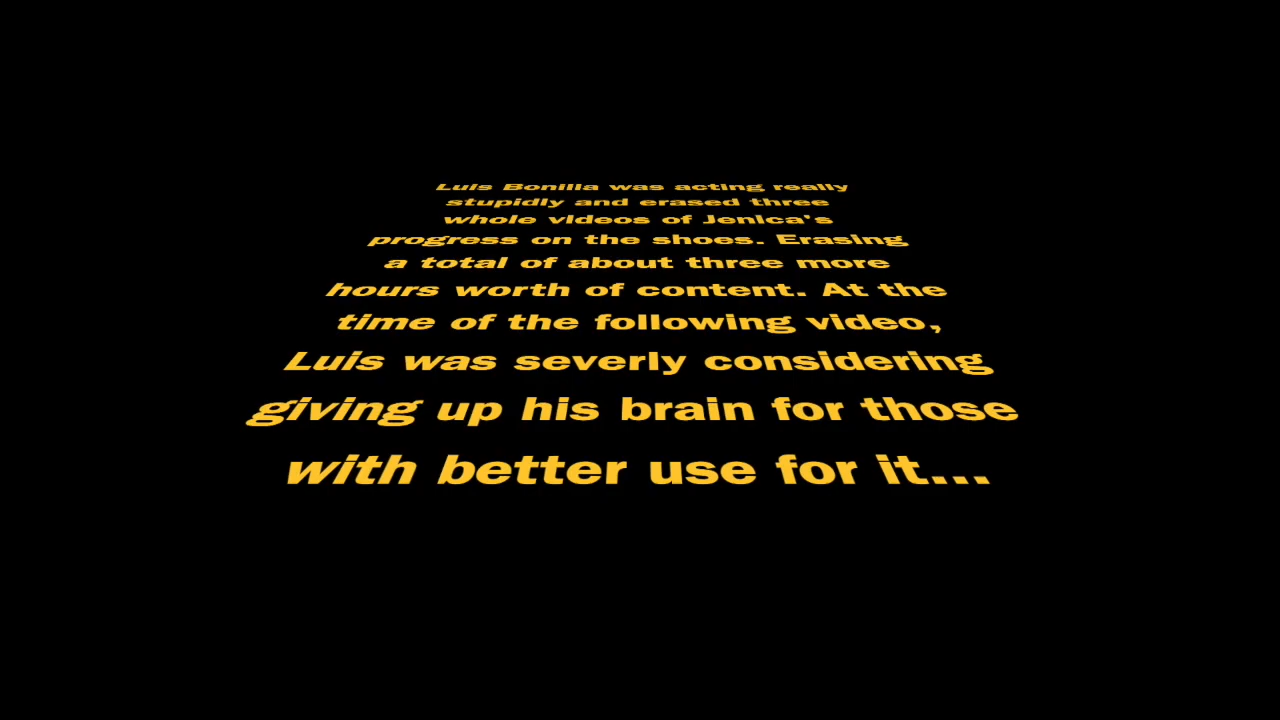 Luis Bonilla was acting really
stupidly and erased three
whole videos of Jenica's
progress on the shoes. Erasing
a total of about three more
hours worth of content. At the
time of the following video,
Luis was severly considering
giving up his brain for those
with better use for it...